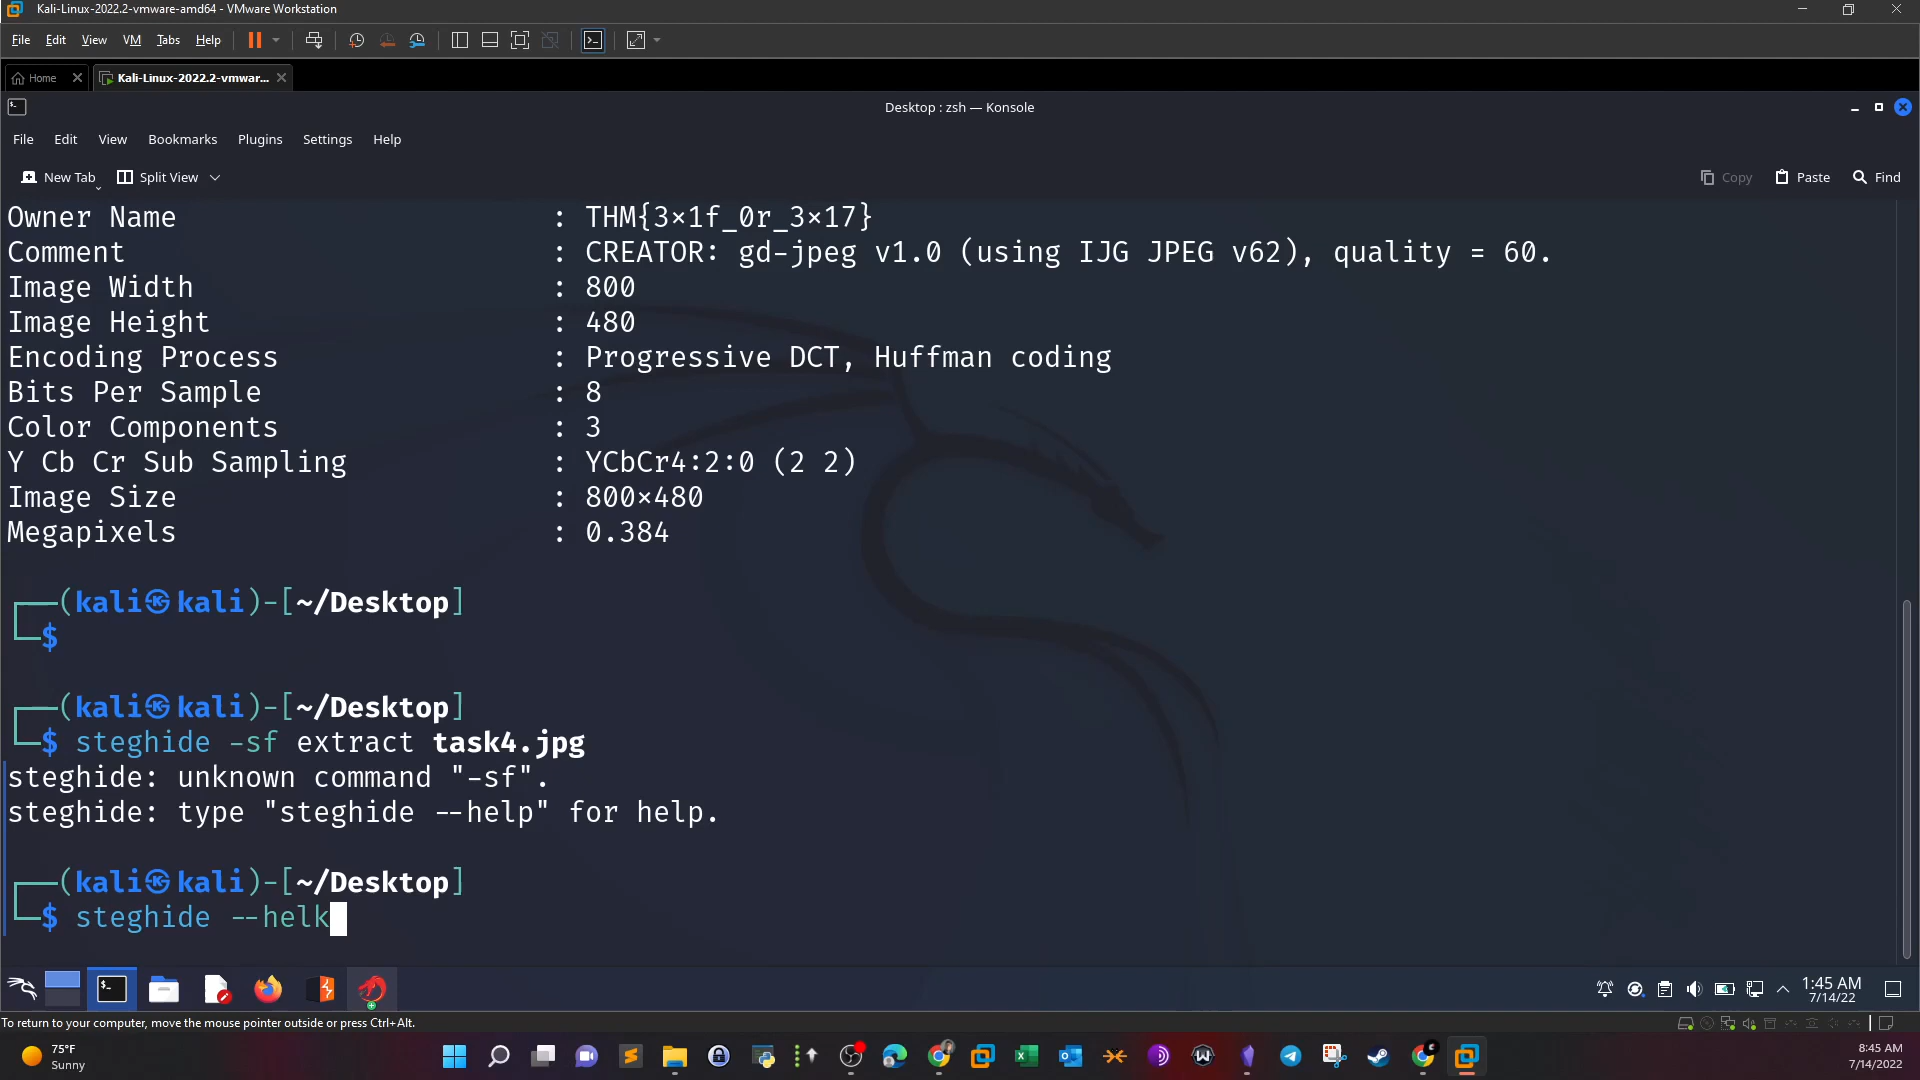 Kali-Linux-2022.2-vmware-amd64 - VMware Workstation
File Edit View VM Tabs Help
Home Kali-Linux-2022.2-vmwar...
Desktop : zsh — Konsole
File Edit View Bookmarks Plugins Settings Help
New Tab Split View Copy Paste Find
Owner Name : THM{3×1f_0r_3×17}
Comment : CREATOR: gd-jpeg v1.0 (using IJG JPEG v62), quality = 60.
Image Width : 800
Image Height : 480
Encoding Process : Progressive DCT, Huffman coding
Bits Per Sample : 8
Color Components : 3
Y Cb Cr Sub Sampling : YCbCr4:2:0 (2 2)
Image Size : 800×480
Megapixels : 0.384
┌──(kali㉿kali)-[~/Desktop]
└─$
┌──(kali㉿kali)-[~/Desktop]
└─$ steghide -sf extract task4.jpg
steghide: unknown command "-sf".
steghide: type "steghide --help" for help.
┌──(kali㉿kali)-[~/Desktop]
└─$ steghide --helk
1:45 AM
7/14/22
To return to your computer, move the mouse pointer outside or press Ctrl+Alt.
75°F
Sunny
8:45 AM
7/14/2022